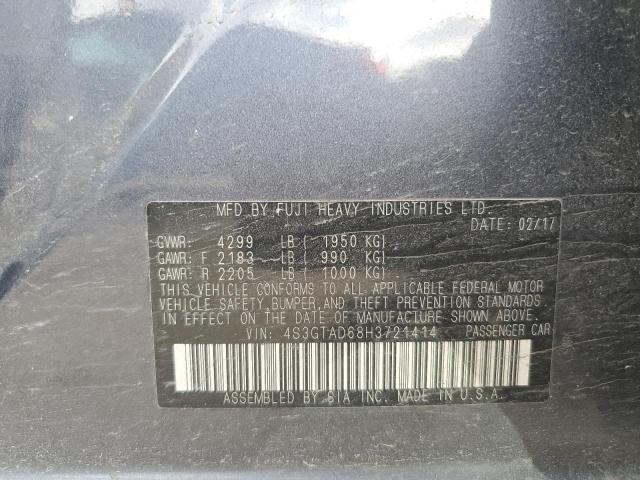 MFD BY FUJI HEAVY INDUSTRIES LTD.
DATE: 02/17
GVWR: 4299 LB ( 1950 KG)
GAWR: F 2183 LB ( 990 KG)
GAWR: R 2205 LB ( 1000 KG)
THIS VEHICLE CONFORMS TO ALL APPLICABLE FEDERAL MOTOR
VEHICLE SAFETY, BUMPER, AND THEFT PREVENTION STANDARDS
IN EFFECT ON THE DATE OF MANUFACTURE SHOWN ABOVE.
VIN: 4S3GTAD68H3721414 PASSENGER CAR
ASSEMBLED BY SIA INC. MADE IN U.S.A.